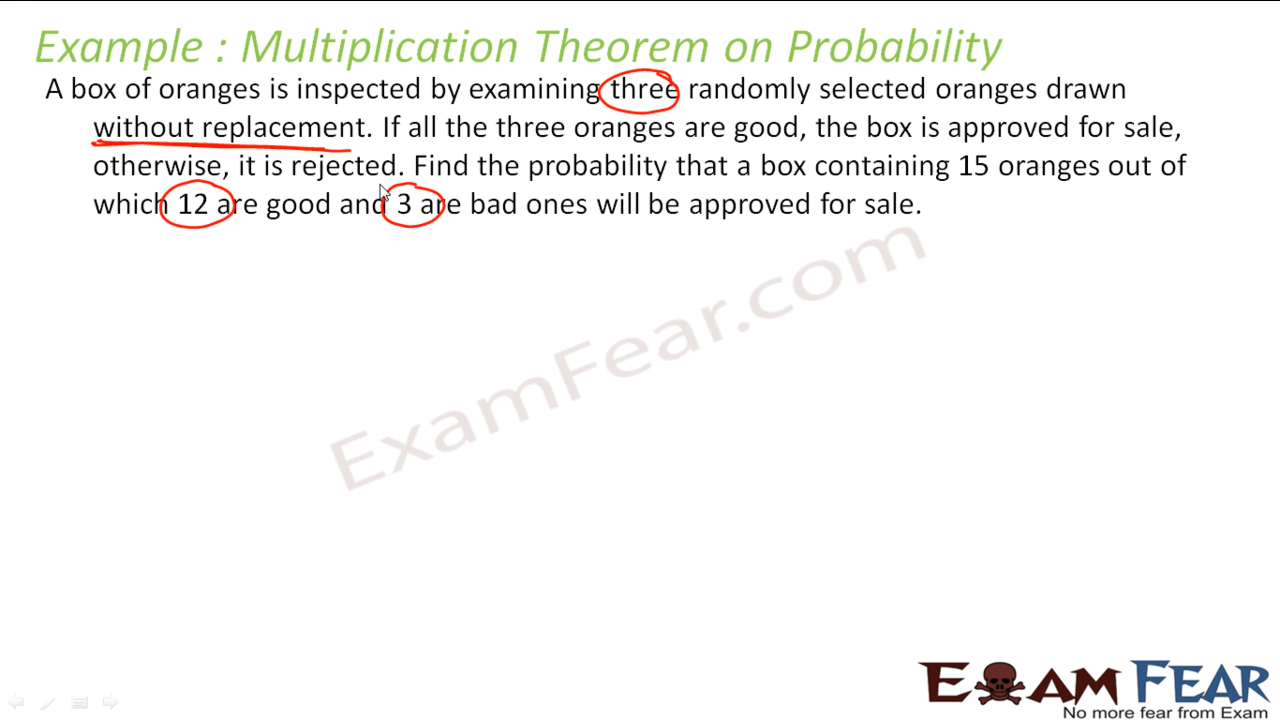 Example : Multiplication Theorem on Probability
A box of oranges is inspected by examining three randomly selected oranges drawn
without replacement. If all the three oranges are good, the box is approved for sale,
otherwise, it is rejected. Find the probability that a box containing 15 oranges out of
which 12 are good and 3 are bad ones will be approved for sale.
ExamFear.com
EXAM FEAR
No more fear from Exam